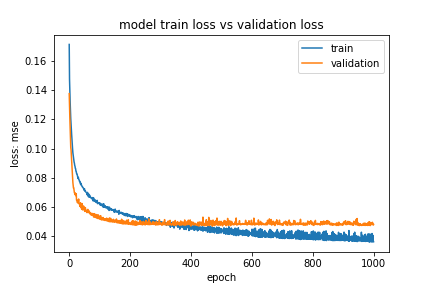 model train loss vs validation loss
train
validation
0.16
0.14
0.12
0.10
0.08
0.06
0.04
loss: mse
0
200
400
600
800
1000
epoch